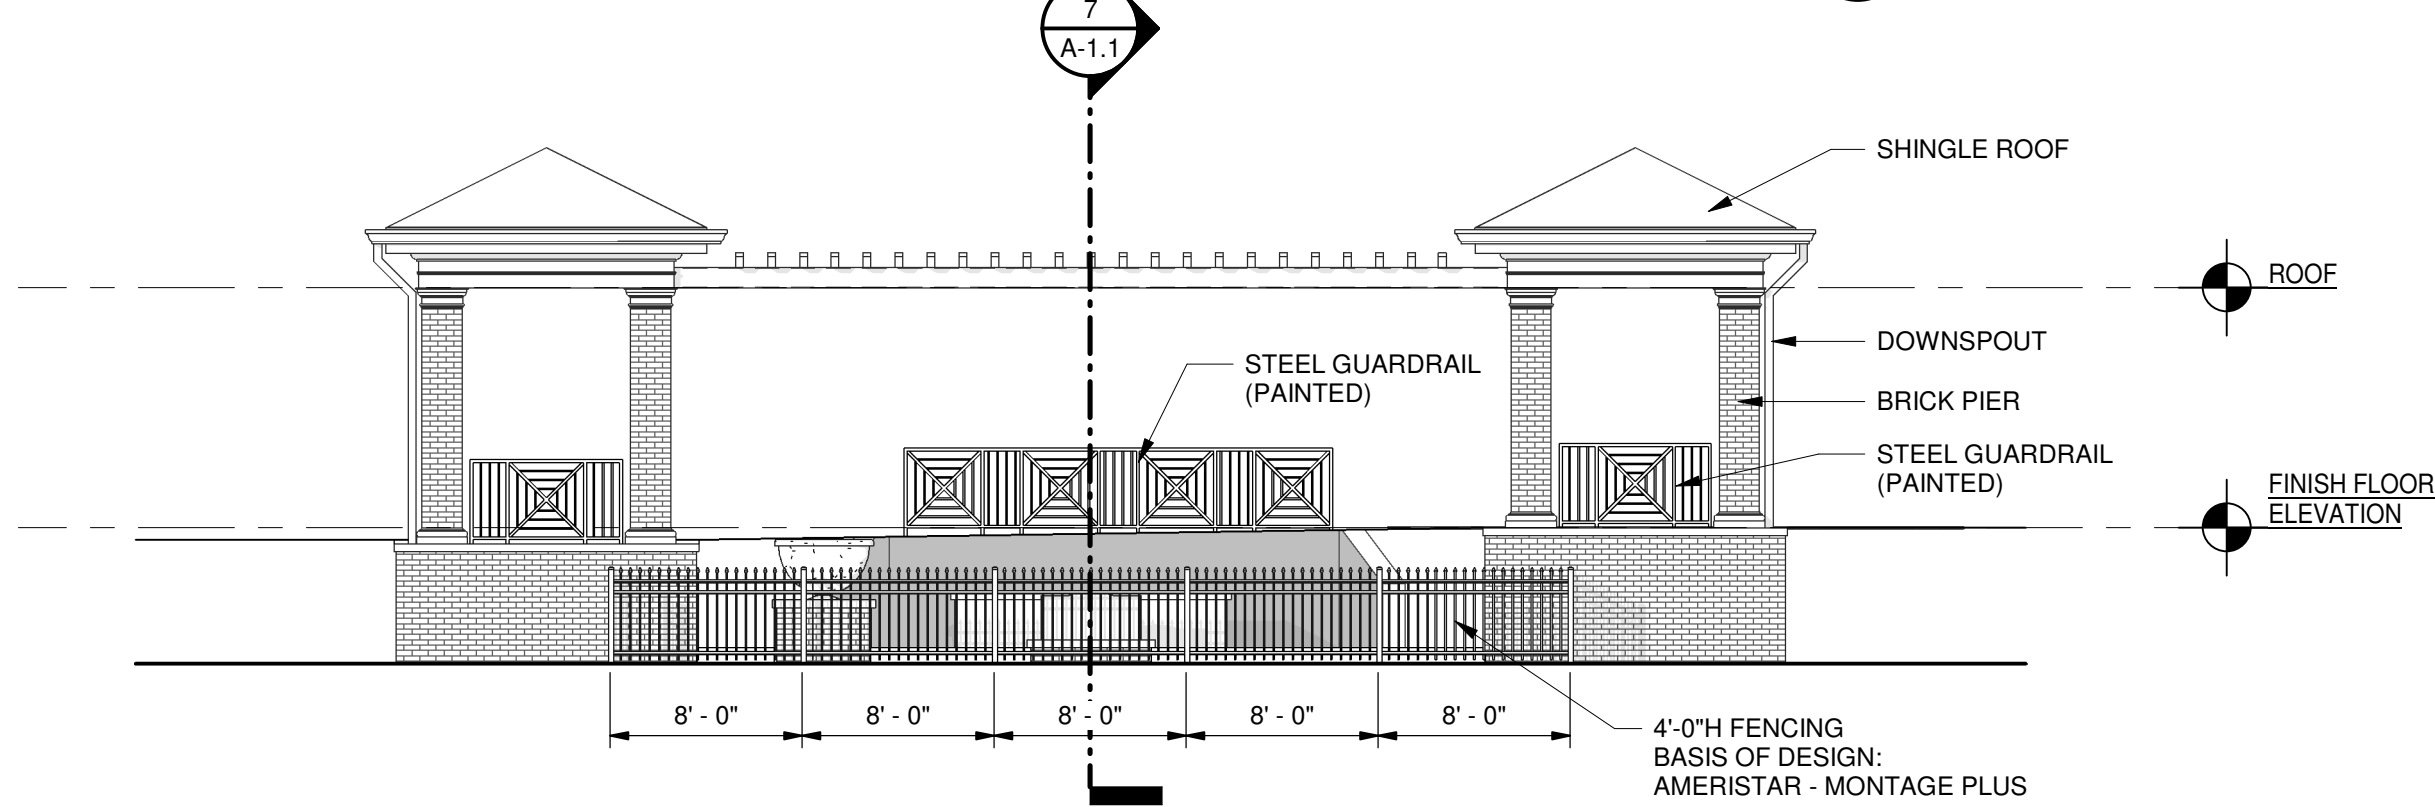 7
A-1.1
SHINGLE ROOF
ROOF
DOWNSPOUT
STEEL GUARDRAIL
(PAINTED)
BRICK PIER
STEEL GUARDRAIL
(PAINTED)
FINISH FLOOR
ELEVATION
8' - 0"
8' - 0"
8' - 0"
8' - 0"
8' - 0"
4'-0"H FENCING
BASIS OF DESIGN:
AMERISTAR - MONTAGE PLUS